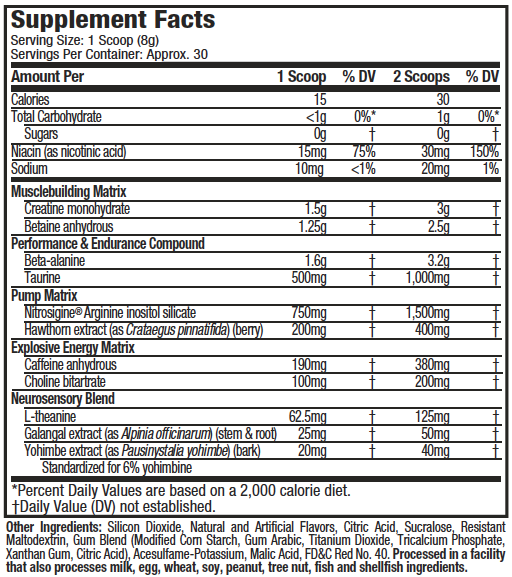 Supplement Facts
Serving Size: 1 Scoop (8g)
Servings Per Container: Approx. 30
Amount Per 1 Scoop % DV 2 Scoops % DV
Calories 15 30
Total Carbohydrate <1g 0%* 1g 0%*
Sugars 0g † 0g †
Niacin (as nicotinic acid) 15mg 75% 30mg 150%
Sodium 10mg <1% 20mg 1%
Musclebuilding Matrix
Creatine monohydrate 1.5g † 3g †
Betaine anhydrous 1.25g † 2.5g †
Performance & Endurance Compound
Beta-alanine 1.6g † 3.2g †
Taurine 500mg † 1,000mg †
Pump Matrix
Nitrosigine® Arginine inositol silicate 750mg † 1,500mg †
Hawthorn extract (as Crataegus pinnatifida) (berry) 200mg † 400mg †
Explosive Energy Matrix
Caffeine anhydrous 190mg † 380mg †
Choline bitartrate 100mg † 200mg †
Neurosensory Blend
L-theanine 62.5mg † 125mg †
Galangal extract (as Alpinia officinarum) (stem & root) 25mg † 50mg †
Yohimbe extract (as Pausinystalia yohimbe) (bark) 20mg † 40mg †
Standardized for 6% yohimbine
*Percent Daily Values are based on a 2,000 calorie diet.
†Daily Value (DV) not established.
Other Ingredients: Silicon Dioxide, Natural and Artificial Flavors, Citric Acid, Sucralose, Resistant
Maltodextrin, Gum Blend (Modified Corn Starch, Gum Arabic, Titanium Dioxide, Tricalcium Phosphate,
Xanthan Gum, Citric Acid), Acesulfame-Potassium, Malic Acid, FD&C Red No. 40. Processed in a facility
that also processes milk, egg, wheat, soy, peanut, tree nut, fish and shellfish ingredients.